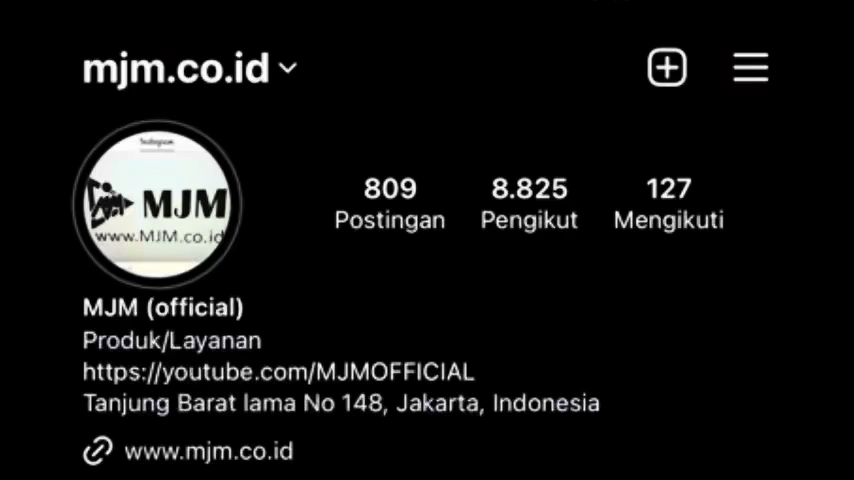 mjm.co.id
809 8.825 127
Postingan Pengikut Mengikuti
Instagram
MJM
www.MJM.co.id
MJM (official)
Produk/Layanan
https://youtube.com/MJMOFFICIAL
Tanjung Barat lama No 148, Jakarta, Indonesia
www.mjm.co.id